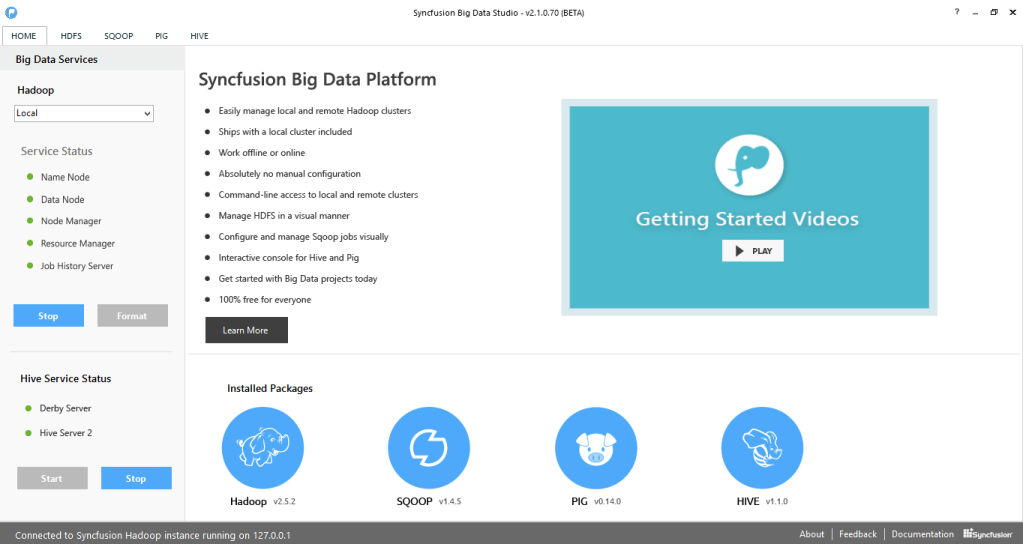 Syncfusion Big Data Studio - v2.1.0.70 (BETA)
?
HOME HDFS SQOOP PIG HIVE
Big Data Services
Hadoop
Local
Service Status
Name Node
Data Node
Node Manager
Resource Manager
Job History Server
Stop Format
Hive Service Status
Derby Server
Hive Server 2
Start Stop
Syncfusion Big Data Platform
Easily manage local and remote Hadoop clusters
Ships with a local cluster included
Work offline or online
Absolutely no manual configuration
Command-line access to local and remote clusters
Manage HDFS in a visual manner
Configure and manage Sqoop jobs visually
Interactive console for Hive and Pig
Get started with Big Data projects today
100% free for everyone
Learn More
Getting Started Videos
PLAY
Installed Packages
Hadoop v2.5.2
SQOOP v1.4.5
PIG v0.14.0
HIVE v1.1.0
Connected to Syncfusion Hadoop instance running on 127.0.0.1
About | Feedback | Documentation Syncfusion